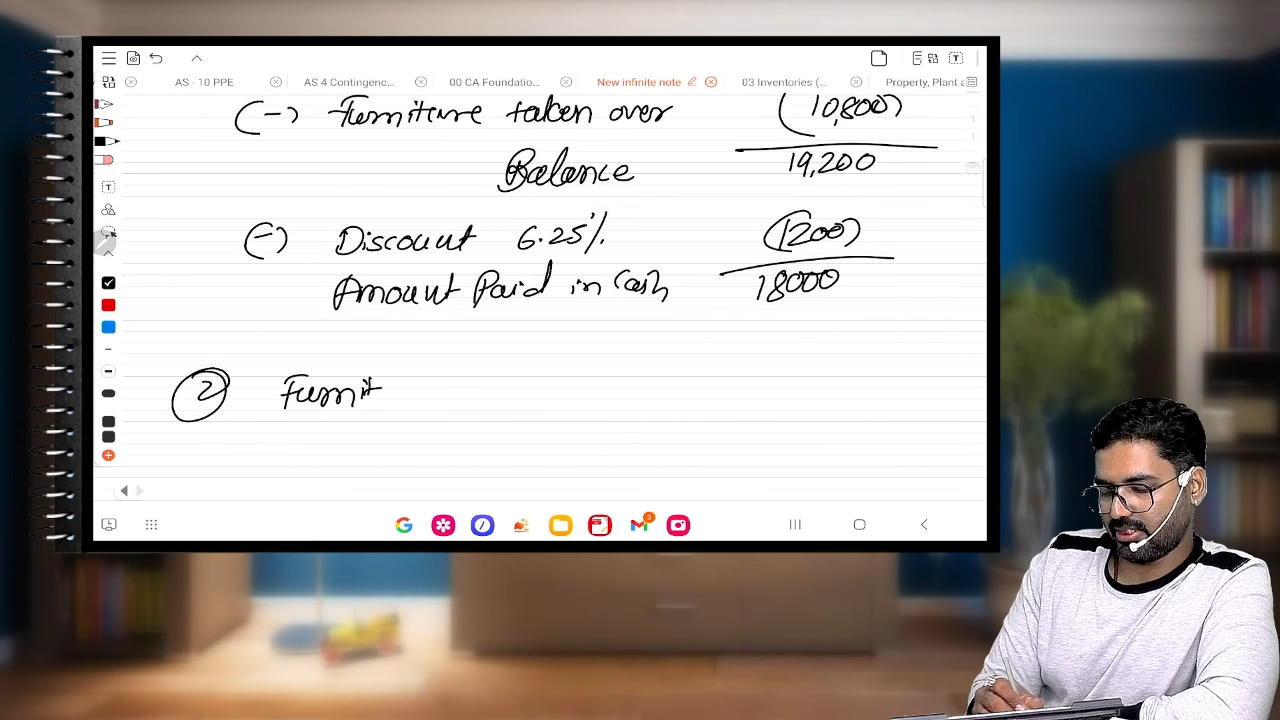 AS - 10 PPE
AS 4 Contingenc...
00 CA Foundatio...
New infinite note
03 Inventories (...
Property, Plant a
(-) Furniture taken over (10,800)
Balance 19,200
(-) Discount 6.25% (1200)
Amount Paid in Cash 18000
2 Furnit
3